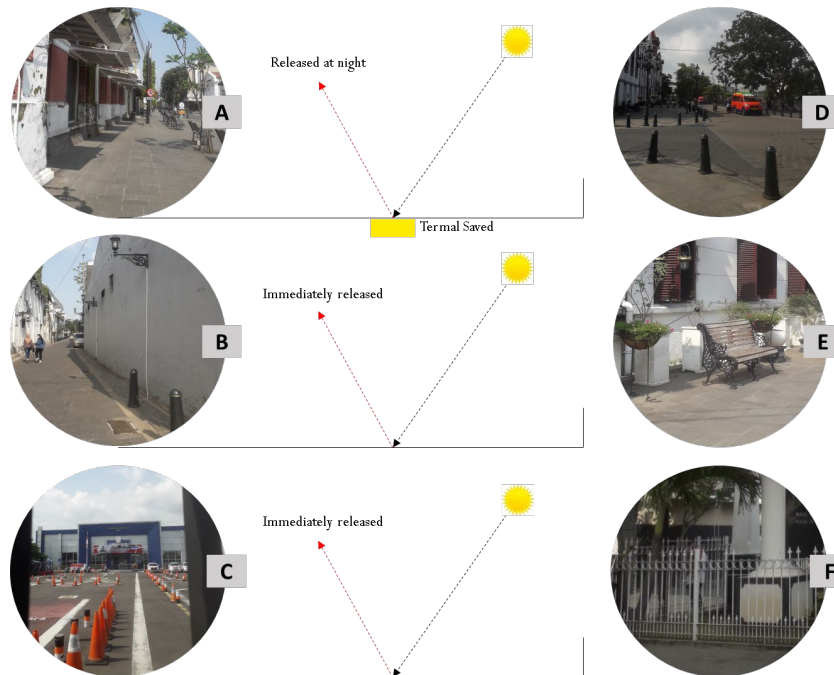 Released at night
A
D
Termal Saved
Immediately released
B
E
Immediately released
C
F